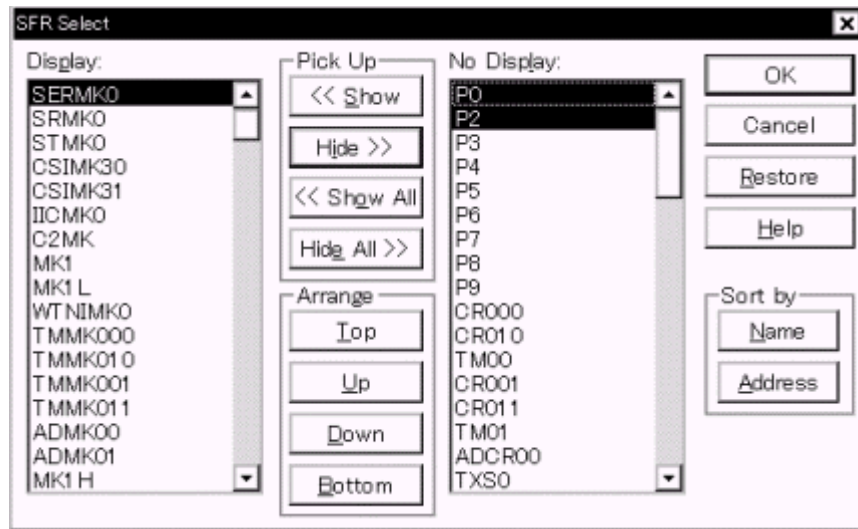 SFR Select
Display:
SERMK0
SRMK0
STMK0
CSIMK30
CSIMK31
IICMK0
C2MK
MK1
MK1L
WTNIMK0
TMMK000
TMMK010
TMMK001
TMMK011
ADMK00
ADMK01
MK1H
Pick Up
<< Show
Hide >>
<< Show All
Hide All >>
Arrange
Top
Up
Down
Bottom
No Display:
P0
P2
P3
P4
P5
P6
P7
P8
P9
CR000
CR010
TM00
CR001
CR011
TM01
ADCR00
TXS0
OK
Cancel
Restore
Help
Sort by
Name
Address